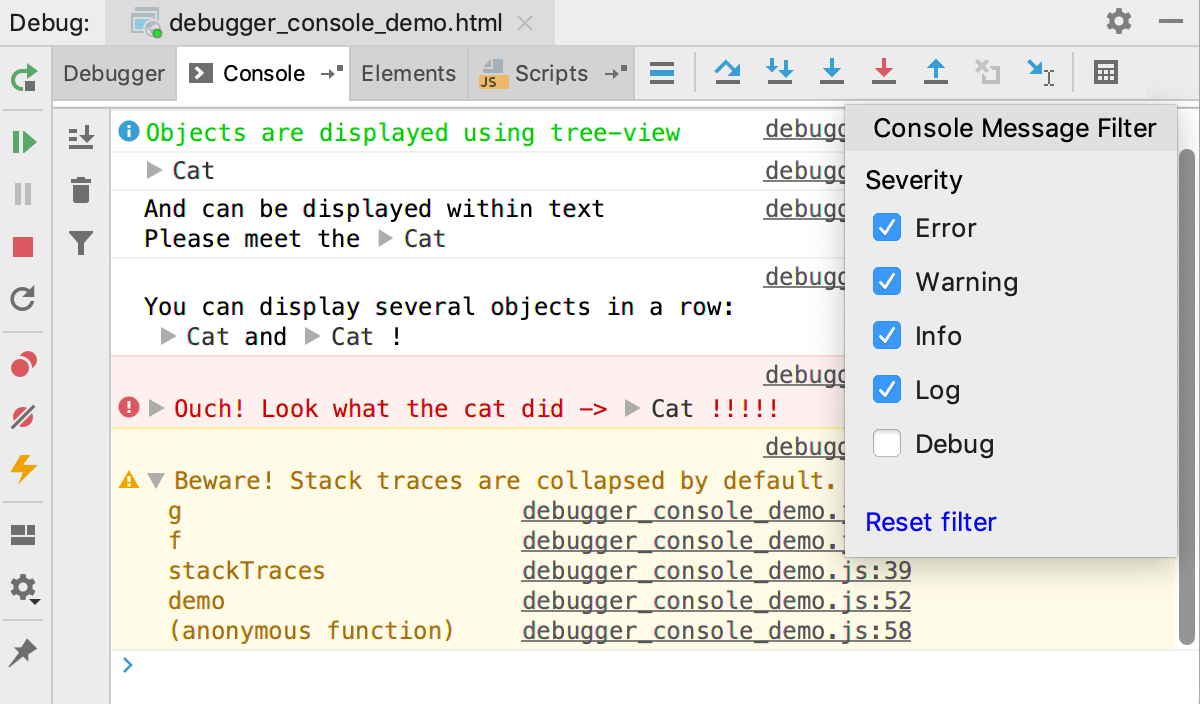 Debug: debugger_console_demo.html
Debugger Console Elements JS Scripts
Objects are displayed using tree-view debugg
Cat debugg
And can be displayed within text debugg
Please meet the Cat
debugg
You can display several objects in a row:
Cat and Cat !
debugg
Ouch! Look what the cat did -> Cat !!!!!
debugg
Beware! Stack traces are collapsed by default.
g debugger_console_demo.j
f debugger_console_demo.j
stackTraces debugger_console_demo.js:39
demo debugger_console_demo.js:52
(anonymous function) debugger_console_demo.js:58
Console Message Filter
Severity
Error
Warning
Info
Log
Debug
Reset filter